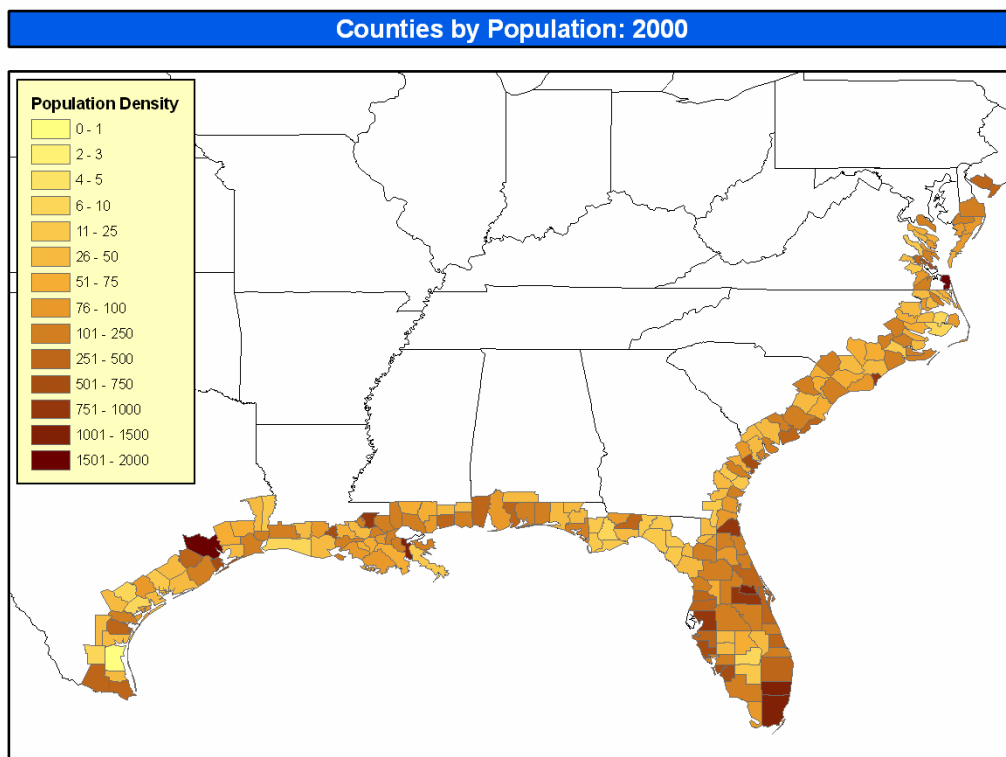 Counties by Population: 2000
Population Density
0 - 1
2 - 3
4 - 5
6 - 10
11 - 25
26 - 50
51 - 75
76 - 100
101 - 250
251 - 500
501 - 750
751 - 1000
1001 - 1500
1501 - 2000